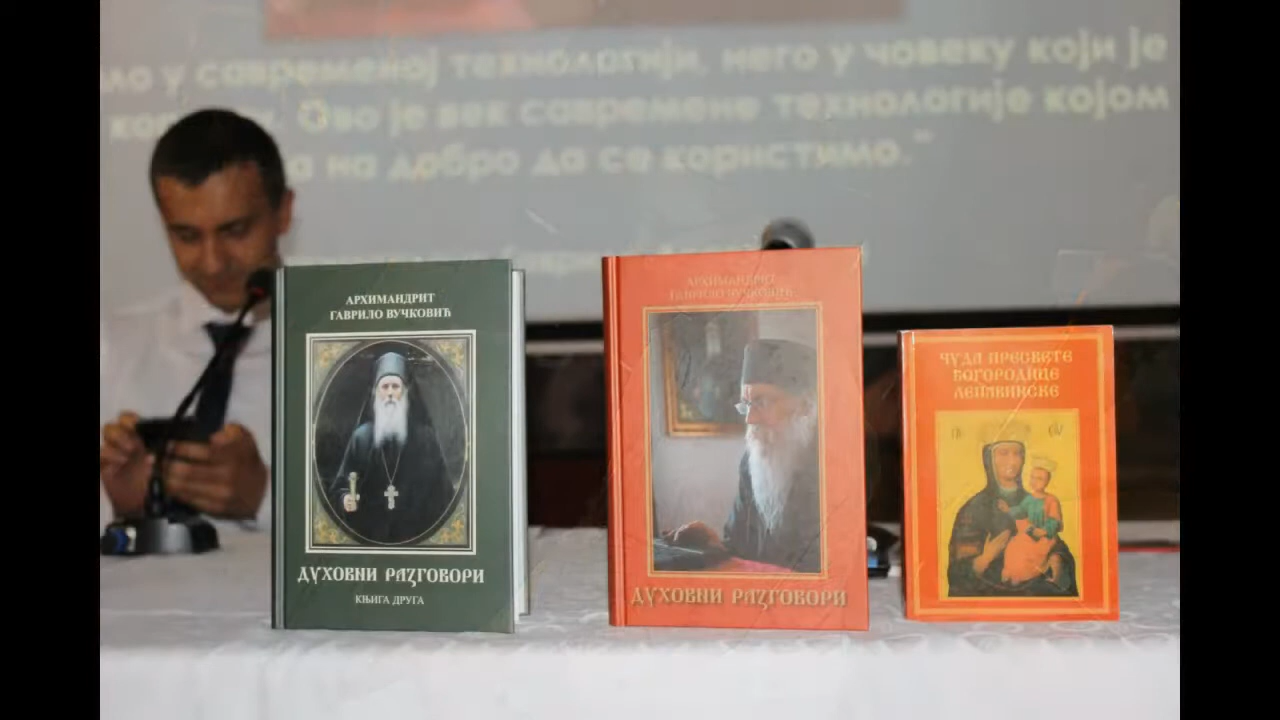 у савременој технологији, него у човеку који је
Ово је век савремене технологије којом
на добро да се користимо."
АРХИМАНДРИТ
ГАВРИЛО ВУЧКОВИЋ
ДУХОВНИ РАЗГОВОРИ
КЊИГА ДРУГА
АРХИМАНДРИТ
ГАВРИЛО ВУЧКОВИЋ
ДУХОВНИ РАЗГОВОРИ
ЧУДА ПРЕСВЕТЕ
БОГОРОДИЦЕ
ЛЕПАВИНСКЕ